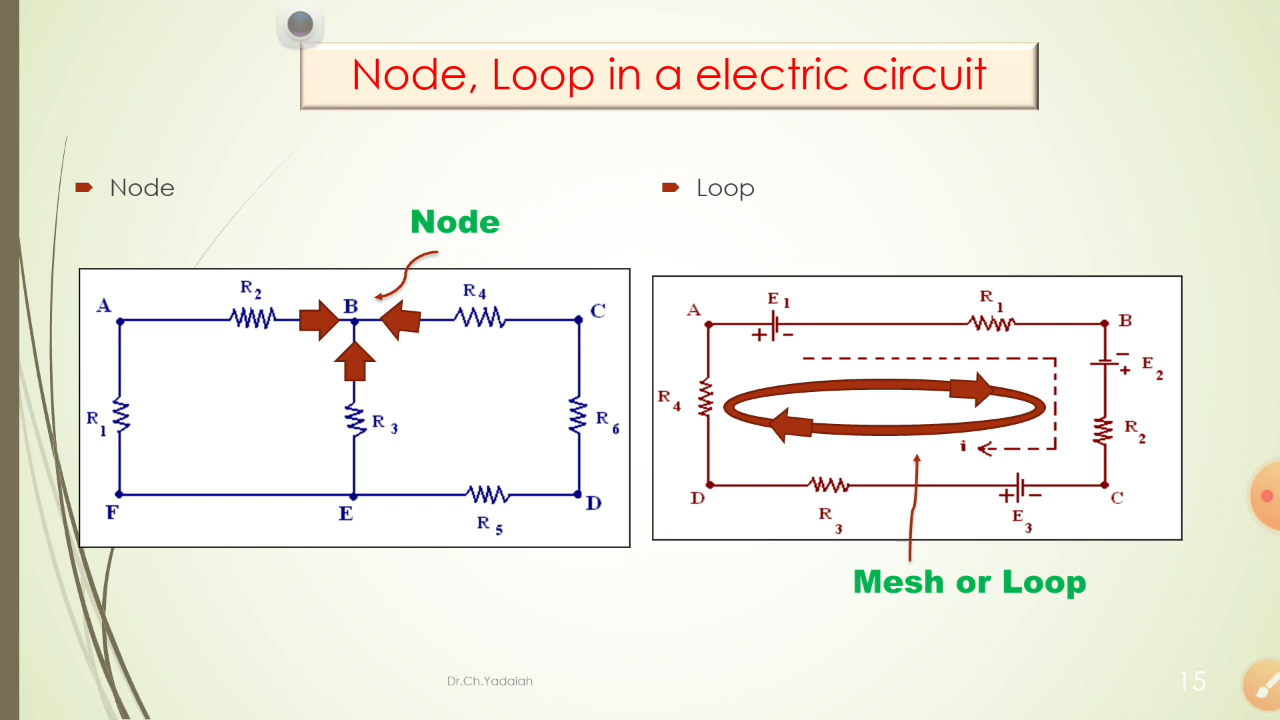 Node, Loop in a electric circuit
Node
Node
A
R2
B
R4
C
R1
R3
R6
F
E
R5
D
Loop
A
E1
R1
B
+ -
- +
E2
R4
R2
i
D
R3
+ -
E3
C
Mesh or Loop
Dr.Ch.Yadaiah
15